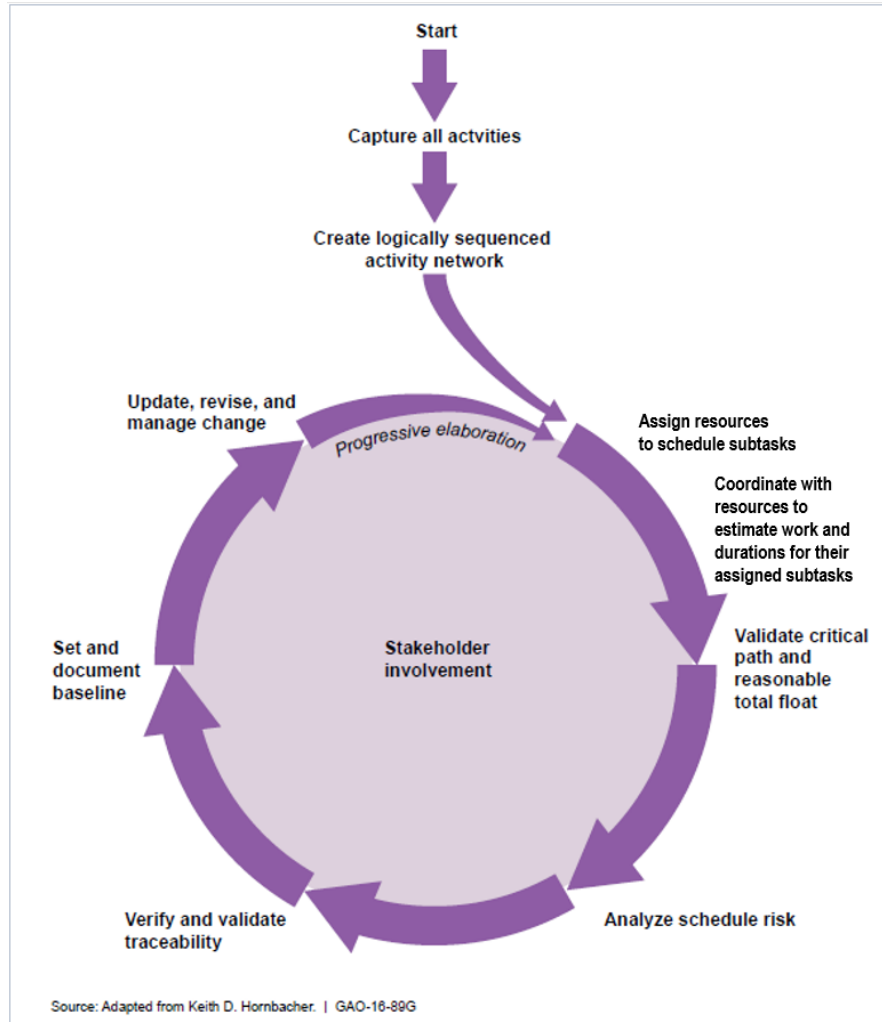 Start
Capture all actvities
Create logically sequenced
activity network
Update, revise, and
manage change
Progressive elaboration
Assign resources
to schedule subtasks
Coordinate with
resources to
estimate work and
durations for their
assigned subtasks
Set and
document
baseline
Stakeholder
involvement
Validate critical
path and
reasonable
total float
Verify and validate
traceability
Analyze schedule risk
Source: Adapted from Keith D. Hornbacher. | GAO-16-89G